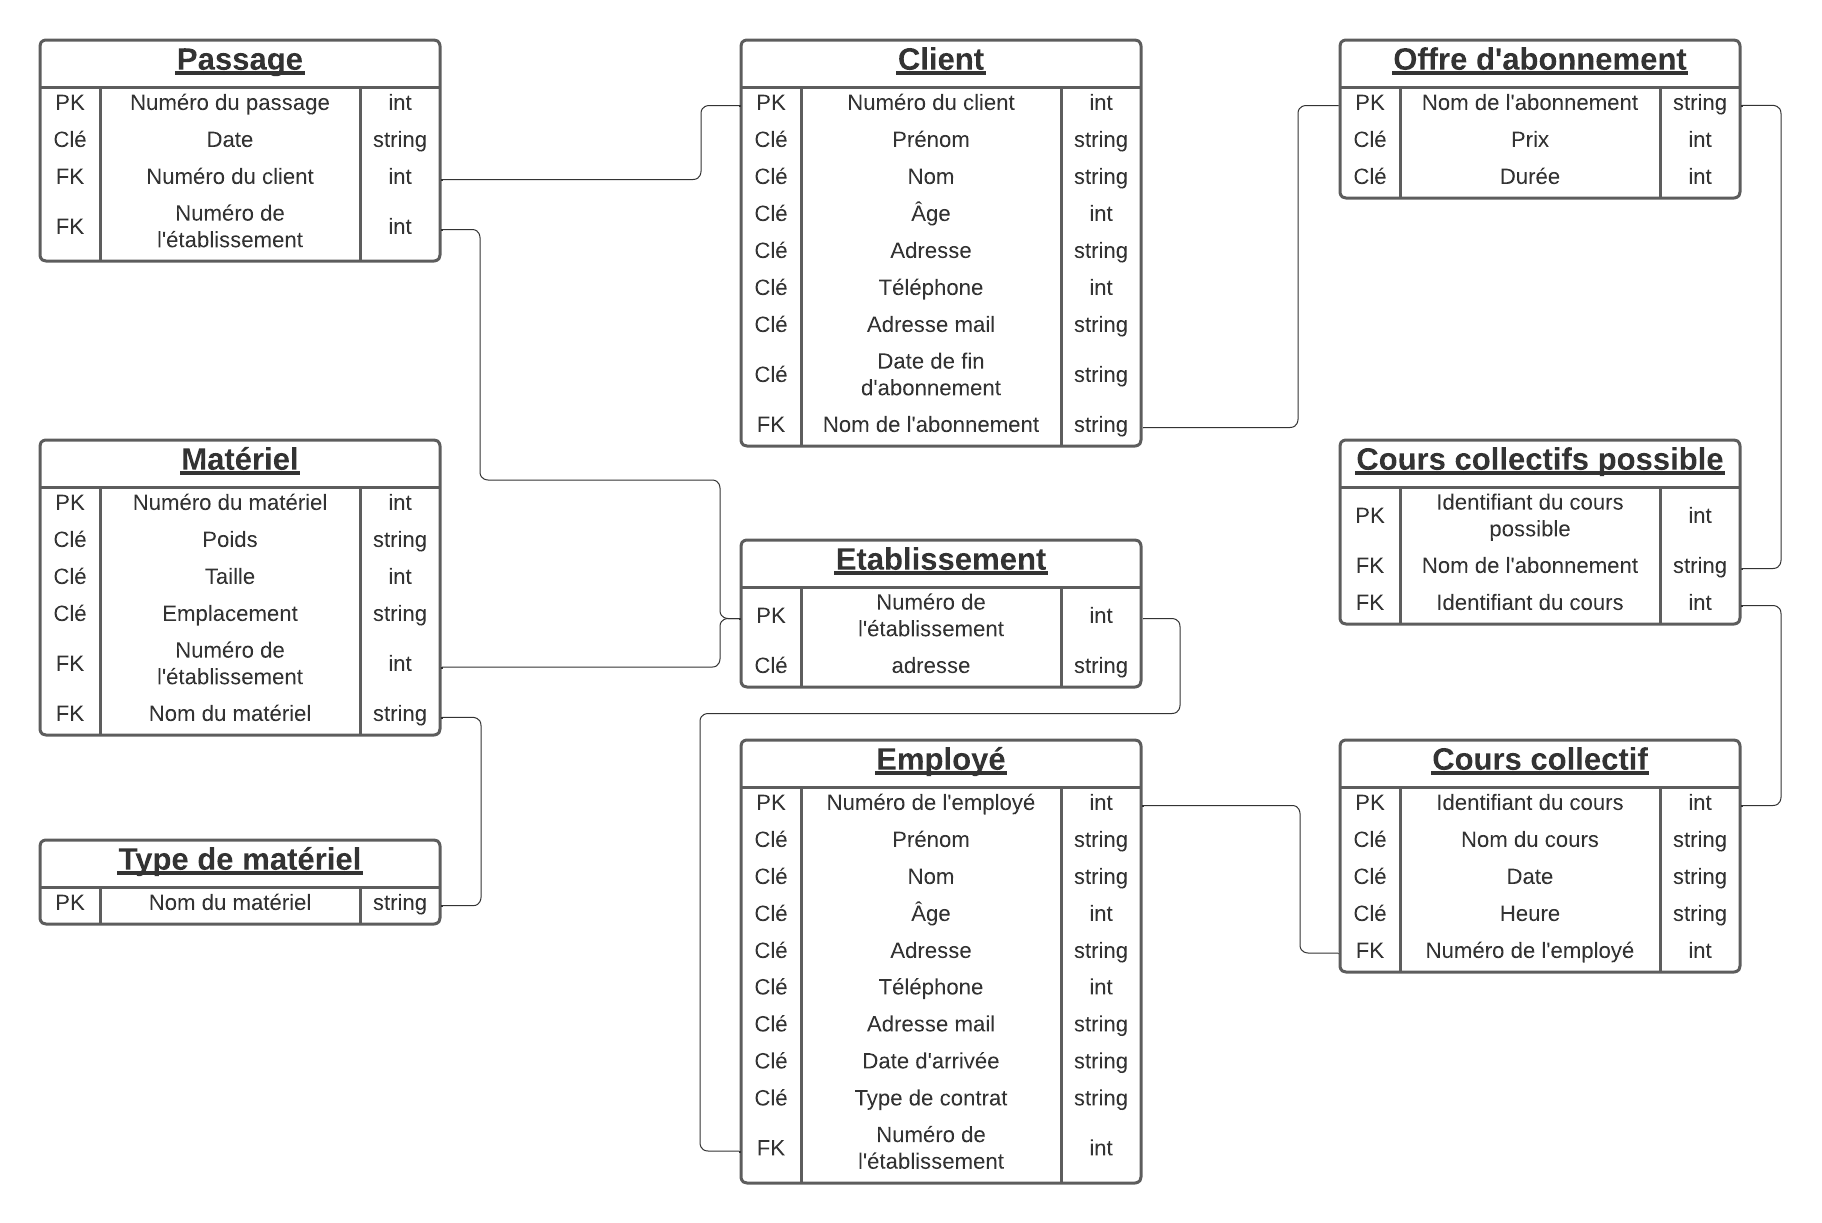 Passage
PK Numéro du passage int
Clé Date string
FK Numéro du client int
FK Numéro de
l'établissement int
Client
PK Numéro du client int
Clé Prénom string
Clé Nom string
Clé Âge int
Clé Adresse string
Clé Téléphone int
Clé Adresse mail string
Clé Date de fin
d'abonnement string
FK Nom de l'abonnement string
Offre d'abonnement
PK Nom de l'abonnement string
Clé Prix int
Clé Durée int
Matériel
PK Numéro du matériel int
Clé Poids string
Clé Taille int
Clé Emplacement string
FK Numéro de
l'établissement int
FK Nom du matériel string
Etablissement
PK Numéro de
l'établissement int
Clé adresse string
Cours collectifs possible
PK Identifiant du cours
possible int
FK Nom de l'abonnement string
FK Identifiant du cours int
Type de matériel
PK Nom du matériel string
Employé
PK Numéro de l'employé int
Clé Prénom string
Clé Nom string
Clé Âge int
Clé Adresse string
Clé Téléphone int
Clé Adresse mail string
Clé Date d'arrivée string
Clé Type de contrat string
FK Numéro de
l'établissement int
Cours collectif
PK Identifiant du cours int
Clé Nom du cours string
Clé Date string
Clé Heure string
FK Numéro de l'employé int